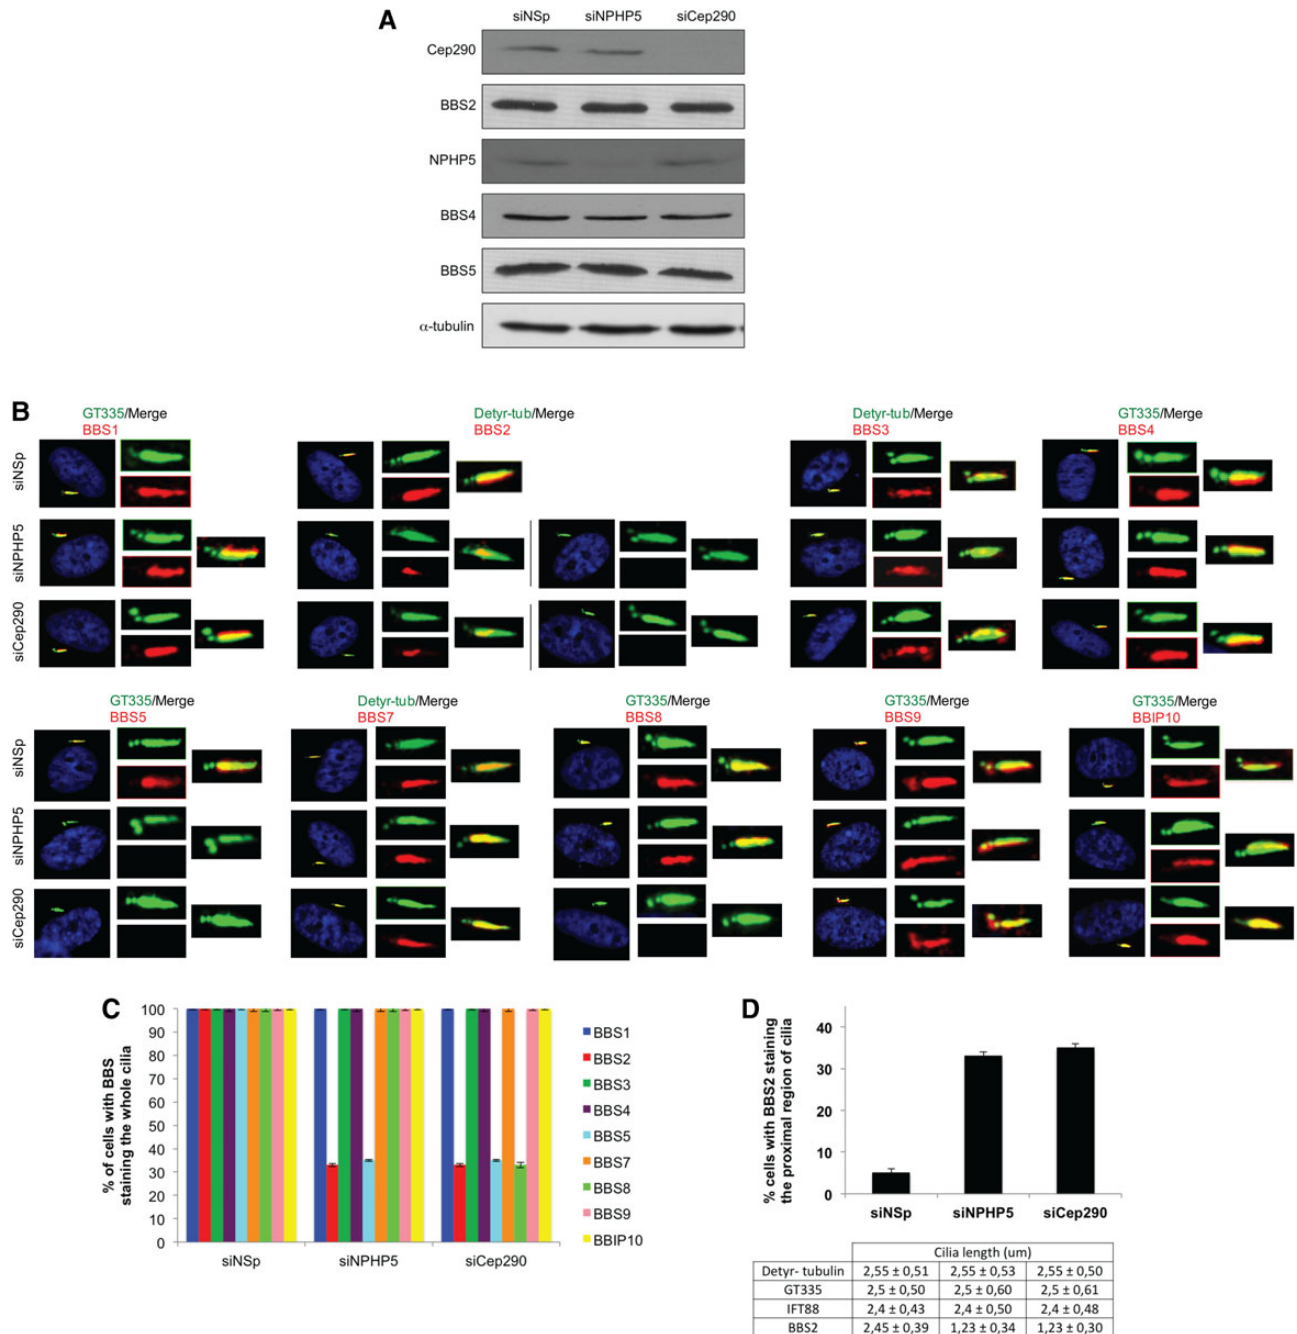 A
siNSp siNPHP5 siCep290
Cep290
BBS2
NPHP5
BBS4
BBS5
α-tubulin
B
GT335/Merge
BBS1
Detyr-tub/Merge
BBS2
Detyr-tub/Merge
BBS3
GT335/Merge
BBS4
siNSp
siNPHP5
siCep290
GT335/Merge
BBS5
Detyr-tub/Merge
BBS7
GT335/Merge
BBS8
GT335/Merge
BBS9
GT335/Merge
BBIP10
siNSp
siNPHP5
siCep290
C
% of cells with BBS
staining the whole cilia
100
90
80
70
60
50
40
30
20
10
0
siNSp siNPHP5 siCep290
BBS1
BBS2
BBS3
BBS4
BBS5
BBS7
BBS8
BBS9
BBIP10
D
% cells with BBS2 staining
the proximal region of cilia
40
30
20
10
0
siNSp siNPHP5 siCep290
Cilia length (um)
Detyr- tubulin 2,55 ± 0,51 2,55 ± 0,53 2,55 ± 0,50
GT335 2,5 ± 0,50 2,5 ± 0,60 2,5 ± 0,61
IFT88 2,4 ± 0,43 2,4 ± 0,50 2,4 ± 0,48
BBS2 2,45 ± 0,39 1,23 ± 0,34 1,23 ± 0,30